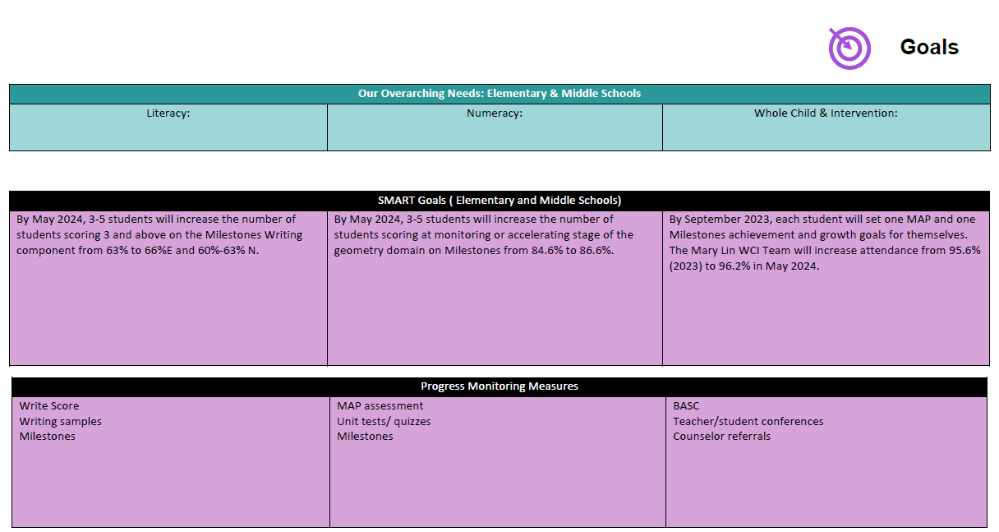 Goals
Our Overarching Needs: Elementary & Middle Schools
Literacy:
Numeracy:
Whole Child & Intervention:
SMART Goals ( Elementary and Middle Schools)
By May 2024, 3-5 students will increase the number of
students scoring 3 and above on the Milestones Writing
component from 63% to 66%E and 60%-63% N.
By May 2024, 3-5 students will increase the number of
students scoring at monitoring or accelerating stage of the
geometry domain on Milestones from 84.6% to 86.6%.
By September 2023, each student will set one MAP and one
Milestones achievement and growth goals for themselves.
The Mary Lin WCI Team will increase attendance from 95.6%
(2023) to 96.2% in May 2024.
Progress Monitoring Measures
Write Score
Writing samples
Milestones
MAP assessment
Unit tests/ quizzes
Milestones
BASC
Teacher/student conferences
Counselor referrals